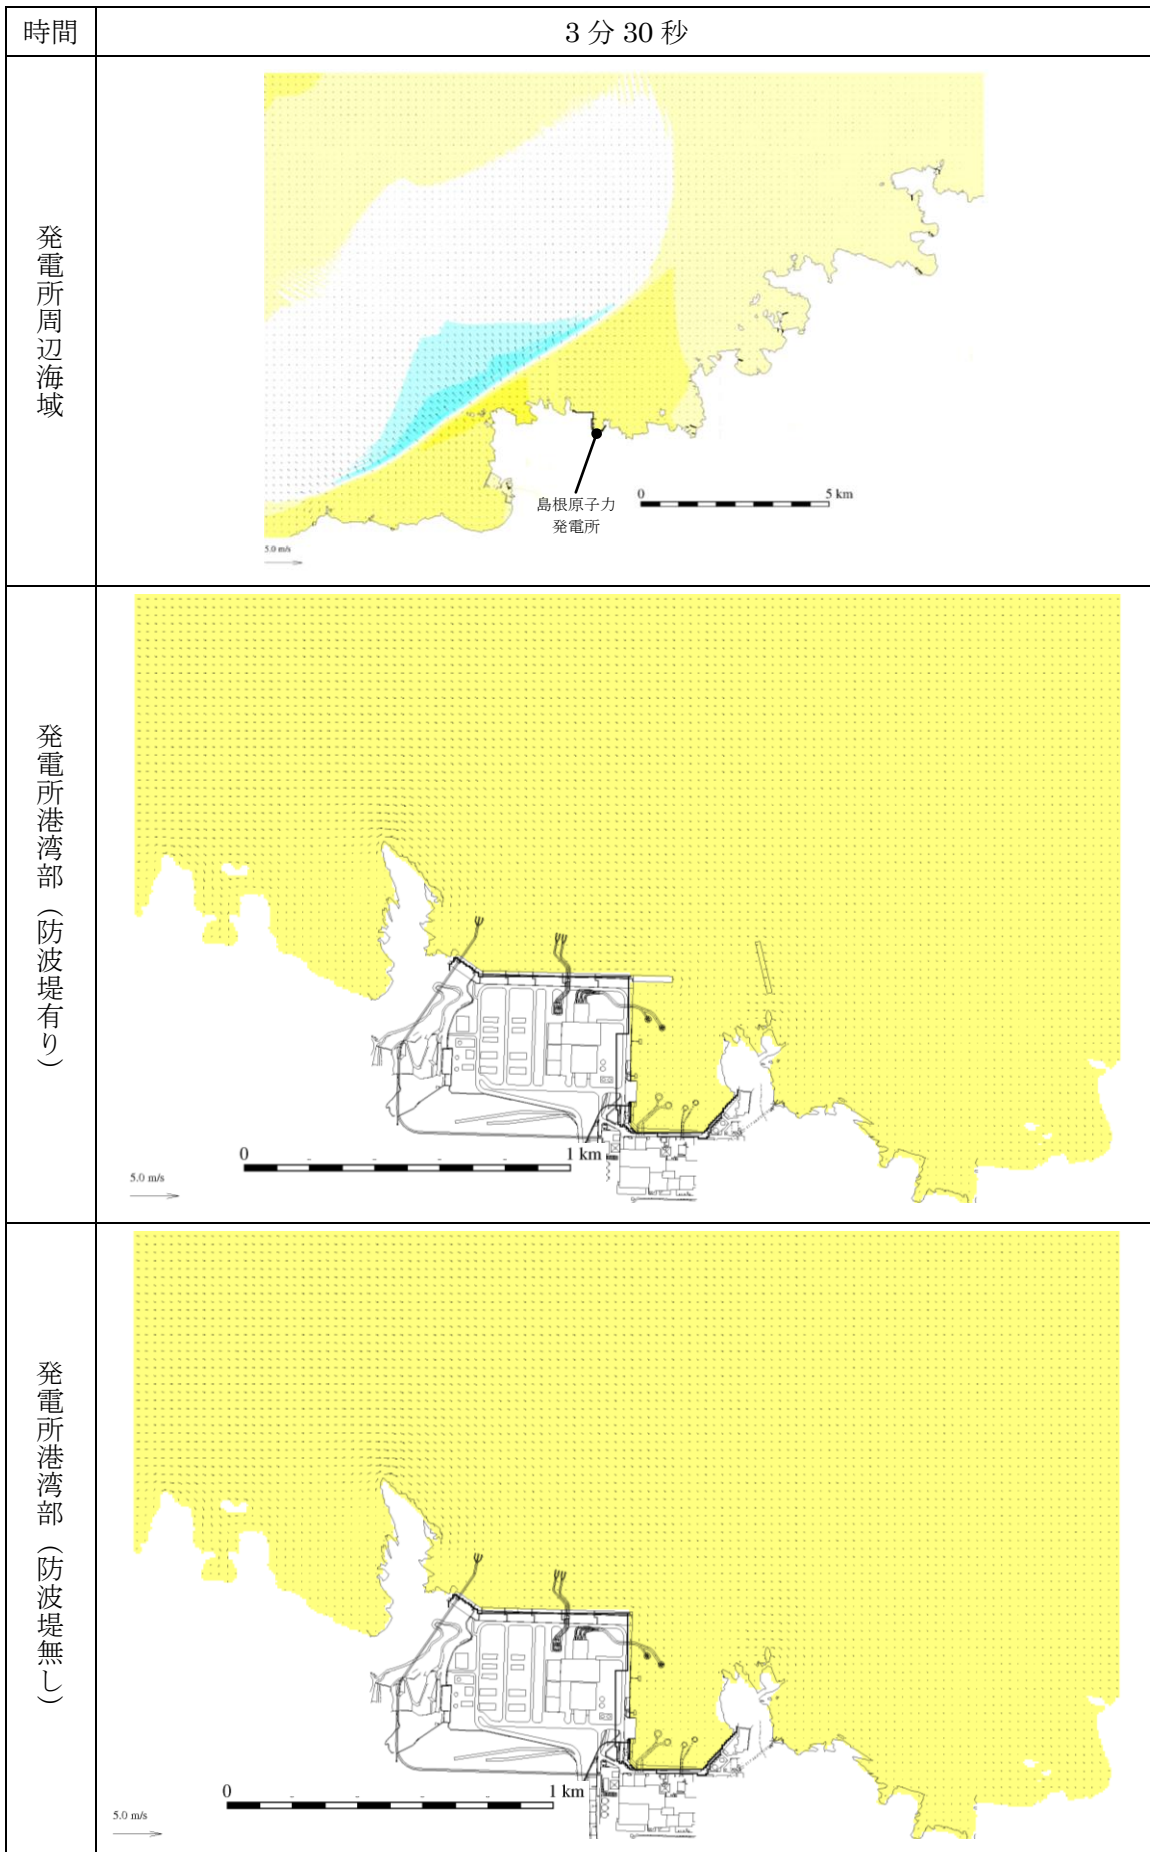 時間
3分30秒
発電所周辺海域
島根原子力
発電所
0
5 km
5.0 m/s
発電所港湾部（防波堤有り）
0
1 km
5.0 m/s
発電所港湾部（防波堤無し）
0
1 km
5.0 m/s